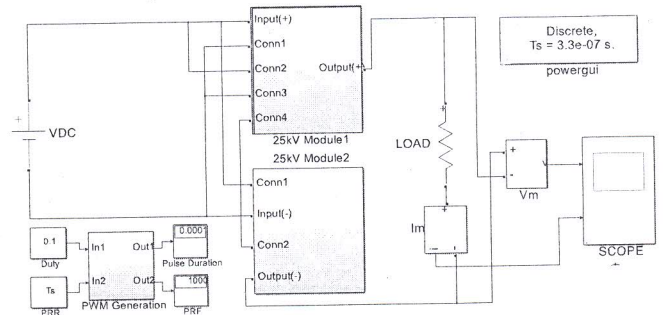 Input(+)
Conn1
Conn2
Output(+
Conn3
Conn4
25kV Module1
25kV Module2
Conn1
Input(-)
Conn2
Output(-)
Discrete,
Ts = 3.3e-07 s.
powergui
+
VDC
LOAD
+
Im
+
-
Vm
SCOPE
0.1
Duty
Ts
PRR
In1
In2
Out1
Out2
PWM Generation
0.0001
Pulse Duration
1000
PRF